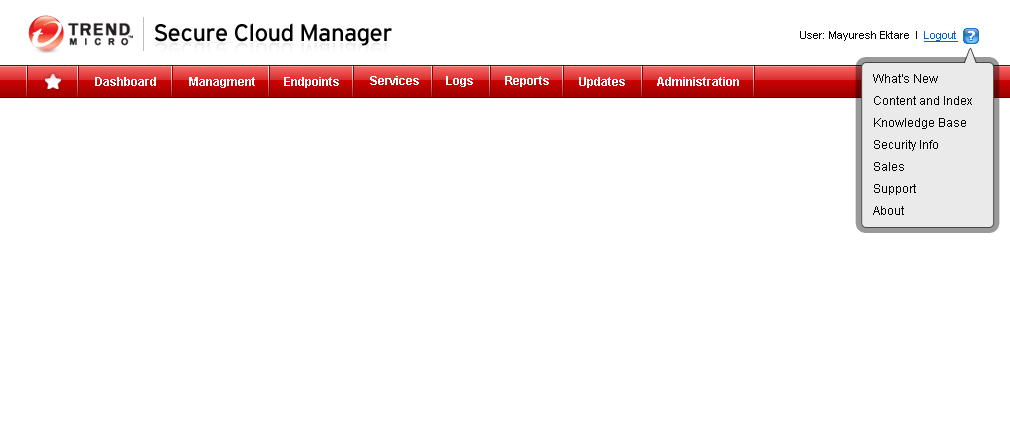 TREND MICRO
Secure Cloud Manager
User: Mayuresh Ektare | Logout ?
Dashboard Managment Endpoints Services Logs Reports Updates Administration
What's New
Content and Index
Knowledge Base
Security Info
Sales
Support
About